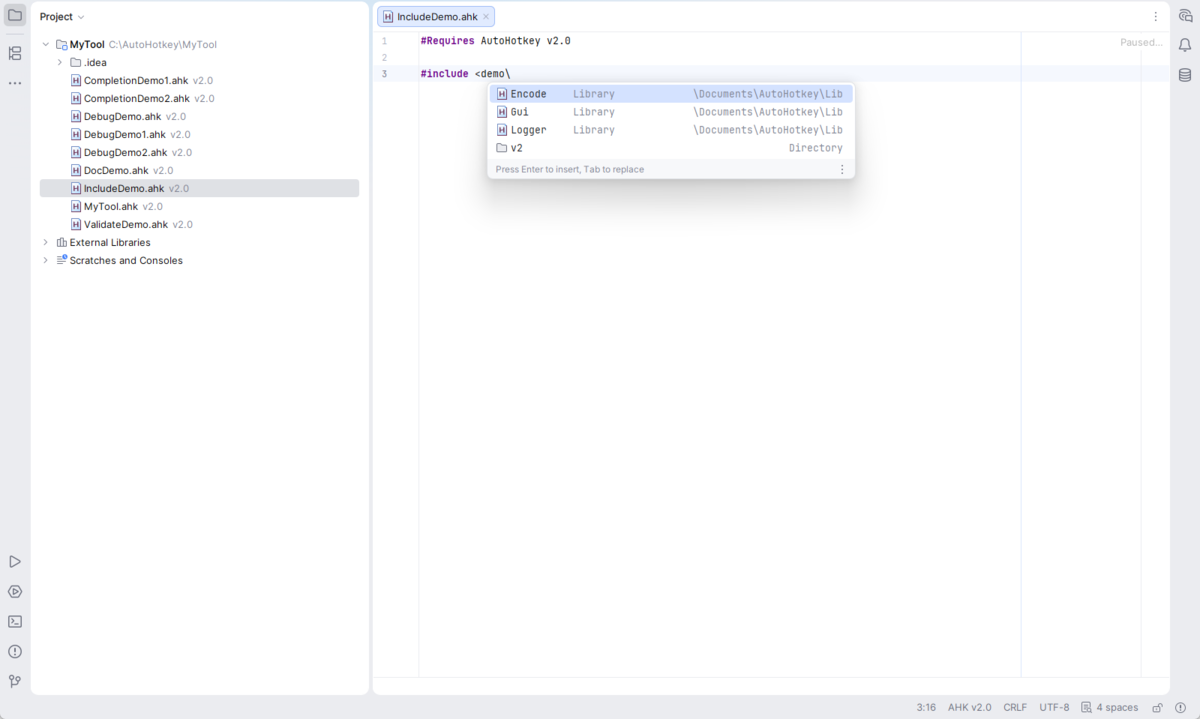 Project
MyTool C:\AutoHotkey\MyTool
.idea
CompletionDemo1.ahk v2.0
CompletionDemo2.ahk v2.0
DebugDemo.ahk v2.0
DebugDemo1.ahk v2.0
DebugDemo2.ahk v2.0
DocDemo.ahk v2.0
IncludeDemo.ahk v2.0
MyTool.ahk v2.0
ValidateDemo.ahk v2.0
External Libraries
Scratches and Consoles
IncludeDemo.ahk
1 #Requires AutoHotkey v2.0
Paused...
2
3 #include <demo\
Encode Library \Documents\AutoHotkey\Lib
Gui Library \Documents\AutoHotkey\Lib
Logger Library \Documents\AutoHotkey\Lib
v2 Directory
Press Enter to insert, Tab to replace
3:16 AHK v2.0 CRLF UTF-8 4 spaces